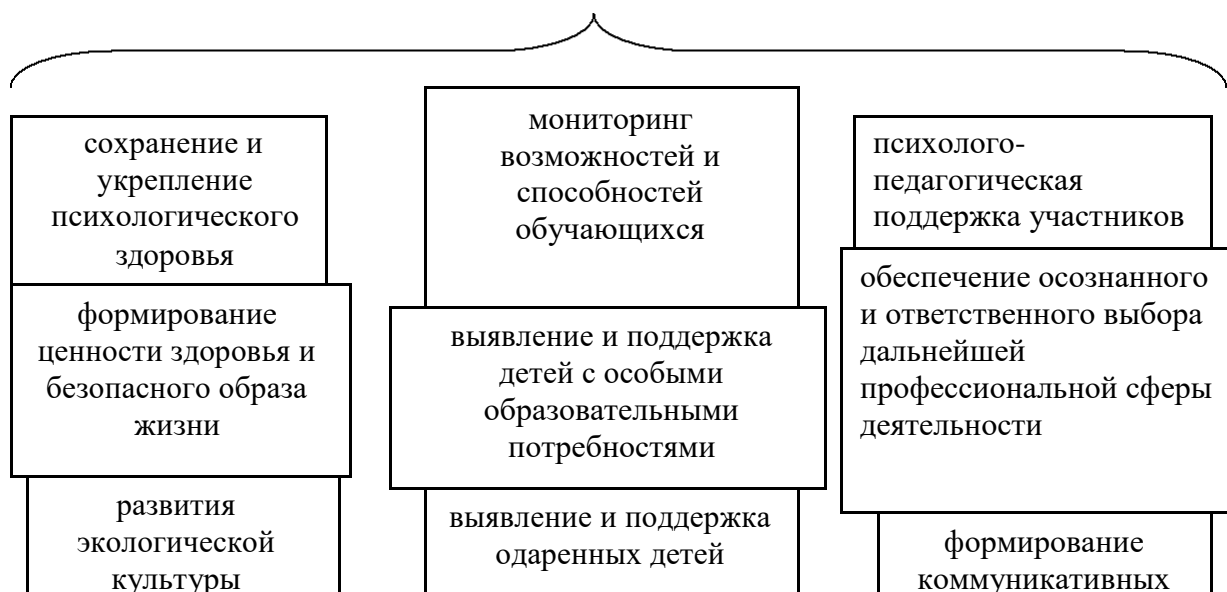 сохранение и
укрепление
психологического
здоровья
формирование
ценности здоровья и
безопасного образа
жизни
развития
экологической
культуры
мониторинг
возможностей и
способностей
обучающихся
выявление и поддержка
детей с особыми
образовательными
потребностями
выявление и поддержка
одаренных детей
психолого-
педагогическая
поддержка участников
обеспечение осознанного
и ответственного выбора
дальнейшей
профессиональной сферы
деятельности
формирование
коммуникативных